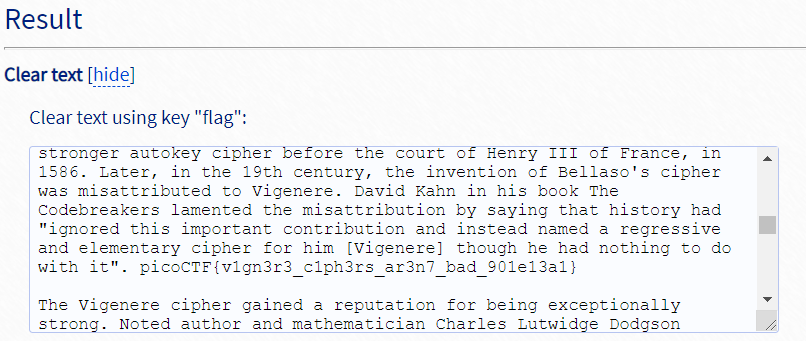 Result
Clear text [hide]
Clear text using key "flag":
stronger autokey cipher before the court of Henry III of France, in
1586. Later, in the 19th century, the invention of Bellaso's cipher
was misattributed to Vigenere. David Kahn in his book The
Codebreakers lamented the misattribution by saying that history had
"ignored this important contribution and instead named a regressive
and elementary cipher for him [Vigenere] though he had nothing to do
with it". picoCTF{v1gn3r3_c1ph3rs_ar3n7_bad_901e13a1}
The Vigenere cipher gained a reputation for being exceptionally
strong. Noted author and mathematician Charles Lutwidge Dodgson